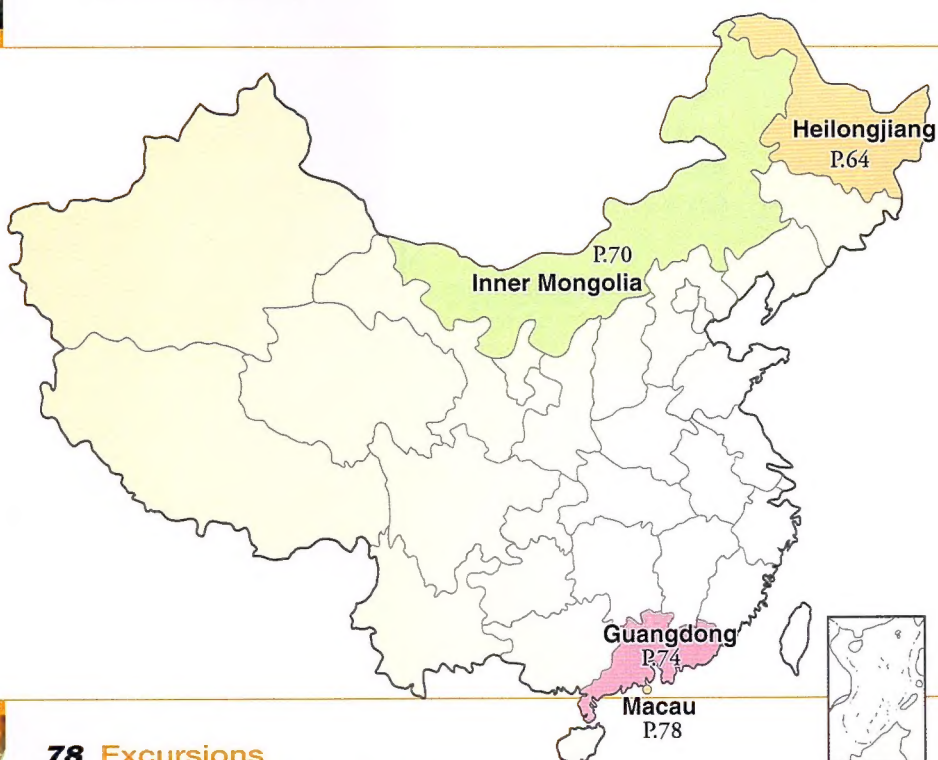 Heilongjiang
P.64
P.70
Inner Mongolia
Guangdong
P.74
Macau
P.78
78 Excursions